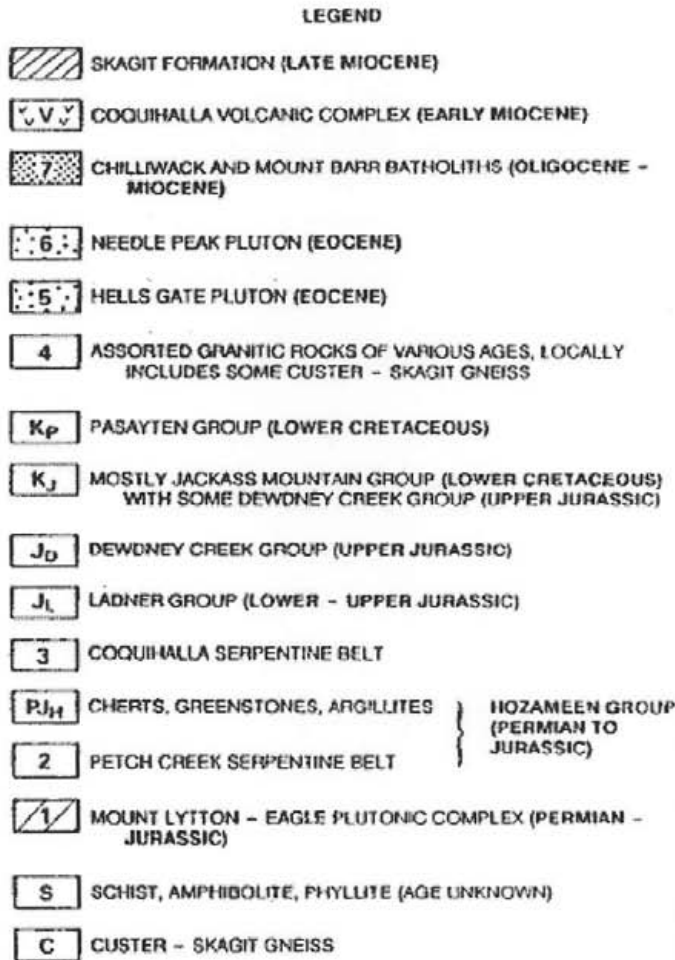 LEGEND
SKAGIT FORMATION (LATE MIOCENE)
V COQUIHALLA VOLCANIC COMPLEX (EARLY MIOCENE)
7 CHILLIWACK AND MOUNT BARR BATHOLITHS (OLIGOCENE –
MIOCENE)
6 NEEDLE PEAK PLUTON (EOCENE)
5 HELLS GATE PLUTON (EOCENE)
4 ASSORTED GRANITIC ROCKS OF VARIOUS AGES, LOCALLY
INCLUDES SOME CUSTER – SKAGIT GNEISS
KP PASAYTEN GROUP (LOWER CRETACEOUS)
KJ MOSTLY JACKASS MOUNTAIN GROUP (LOWER CRETACEOUS)
WITH SOME DEWDNEY CREEK GROUP (UPPER JURASSIC)
JD DEWDNEY CREEK GROUP (UPPER JURASSIC)
JL LADNER GROUP (LOWER – UPPER JURASSIC)
3 COQUIHALLA SERPENTINE BELT
PJH CHERTS, GREENSTONES, ARGILLITES
HOZAMEEN GROUP
(PERMIAN TO
JURASSIC)
2 PETCH CREEK SERPENTINE BELT
1 MOUNT LYTTON – EAGLE PLUTONIC COMPLEX (PERMIAN –
JURASSIC)
S SCHIST, AMPHIBOLITE, PHYLLITE (AGE UNKNOWN)
C CUSTER – SKAGIT GNEISS